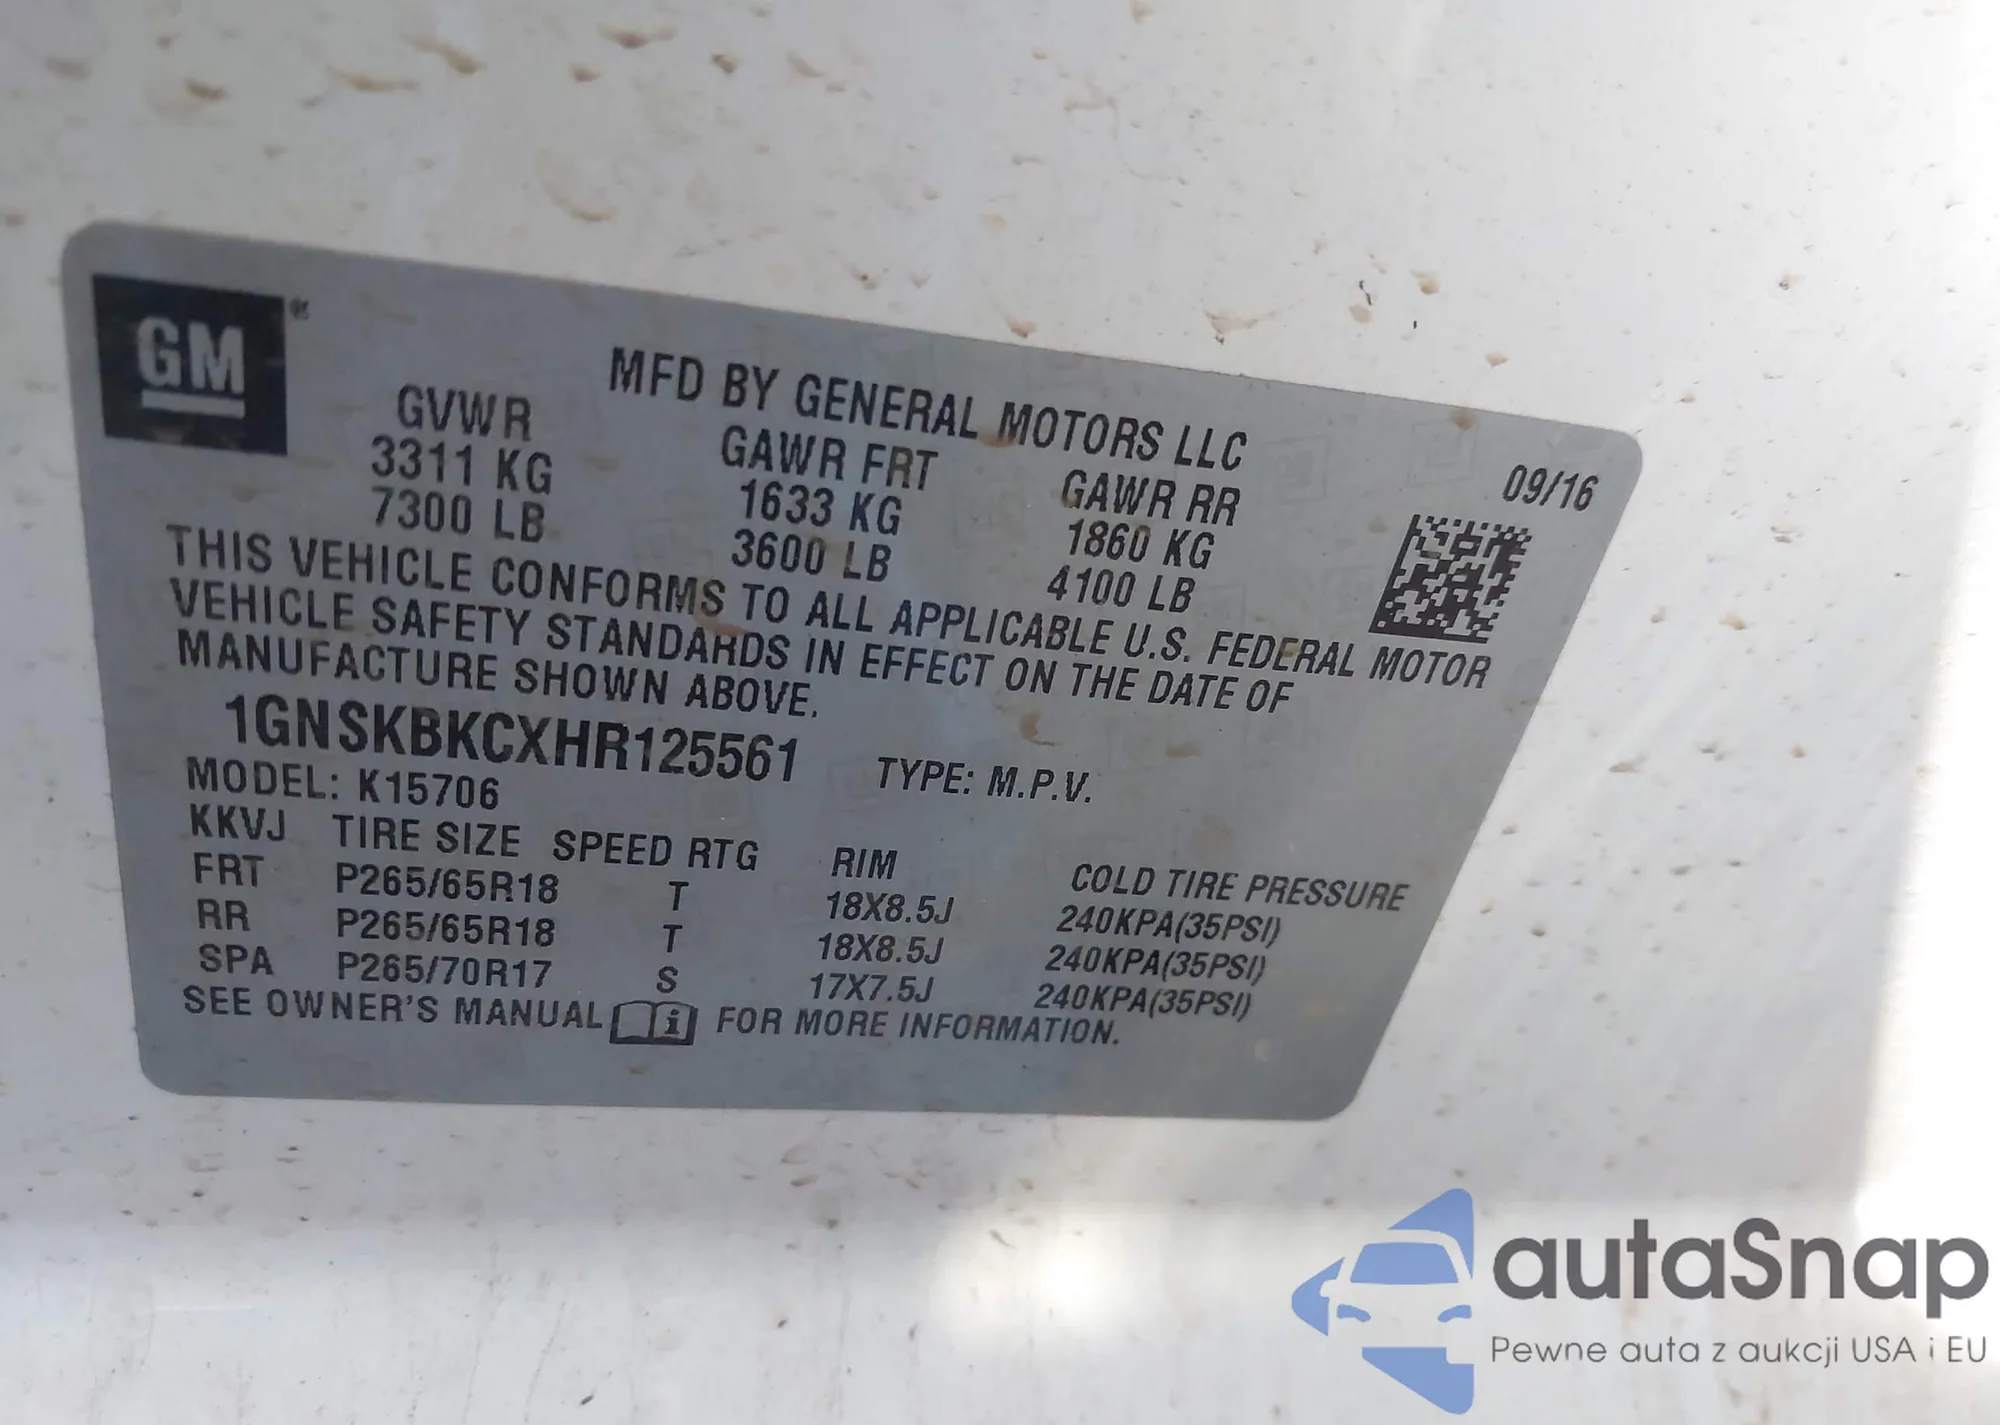 GM
MFD BY GENERAL MOTORS LLC
09/16
GVWR GAWR FRT GAWR RR
3311 KG 1633 KG 1860 KG
7300 LB 3600 LB 4100 LB
THIS VEHICLE CONFORMS TO ALL APPLICABLE U.S. FEDERAL MOTOR
VEHICLE SAFETY STANDARDS IN EFFECT ON THE DATE OF
MANUFACTURE SHOWN ABOVE.
1GNSKBKCXHR125561 TYPE: M.P.V.
MODEL: K15706
KKVJ TIRE SIZE SPEED RTG RIM COLD TIRE PRESSURE
FRT P265/65R18 T 18X8.5J 240KPA(35PSI)
RR P265/65R18 T 18X8.5J 240KPA(35PSI)
SPA P265/70R17 S 17X7.5J 240KPA(35PSI)
SEE OWNER'S MANUAL i FOR MORE INFORMATION.
autaSnap
Pewne auta z aukcji USA i EU